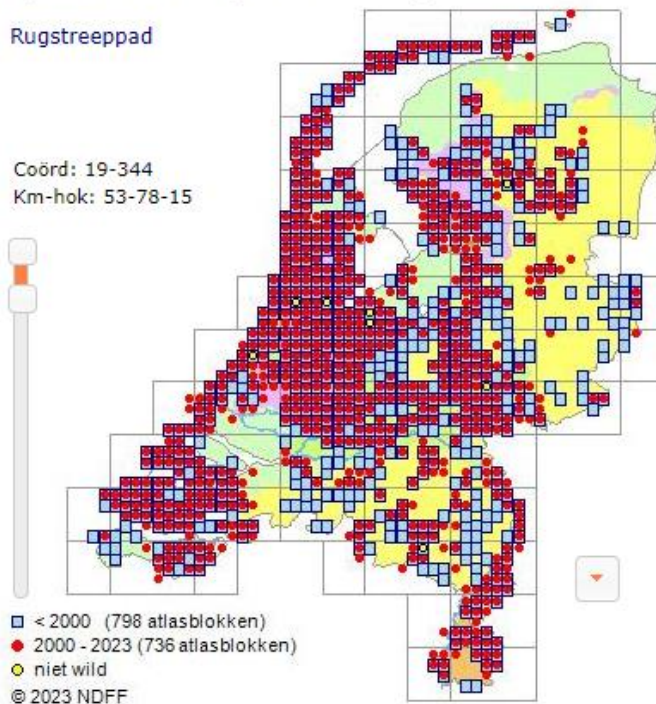 Rugstreeppad
Coörd: 19-344
Km-hok: 53-78-15
< 2000 (798 atlasblokken)
2000 - 2023 (736 atlasblokken)
niet wild
© 2023 NDFF